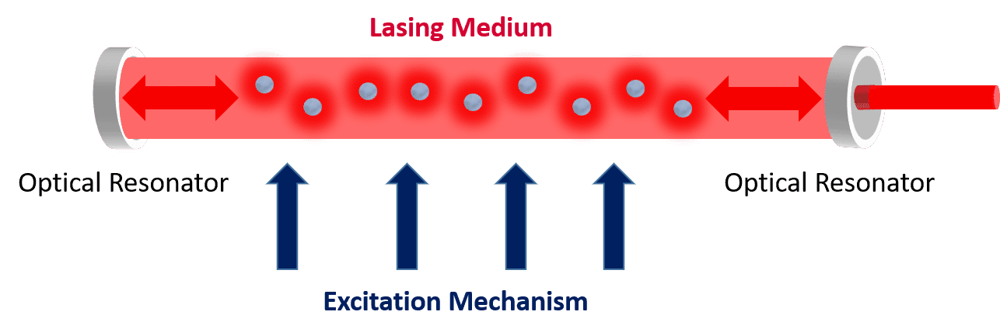 Lasing Medium
Optical Resonator
Optical Resonator
Excitation Mechanism